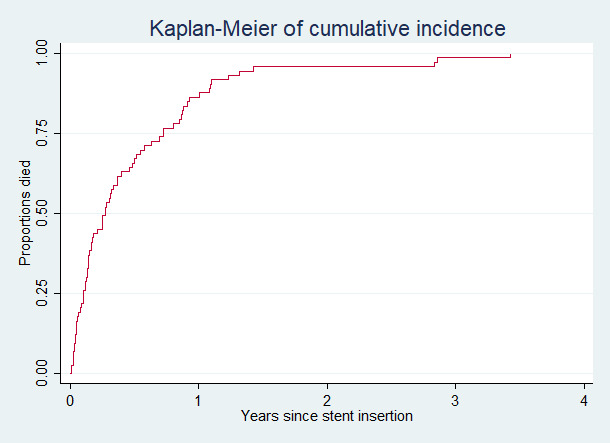 Kaplan-Meier of cumulative incidence
1.00
0.75
0.50
0.25
0.00
Proportions died
0 1 2 3 4
Years since stent insertion